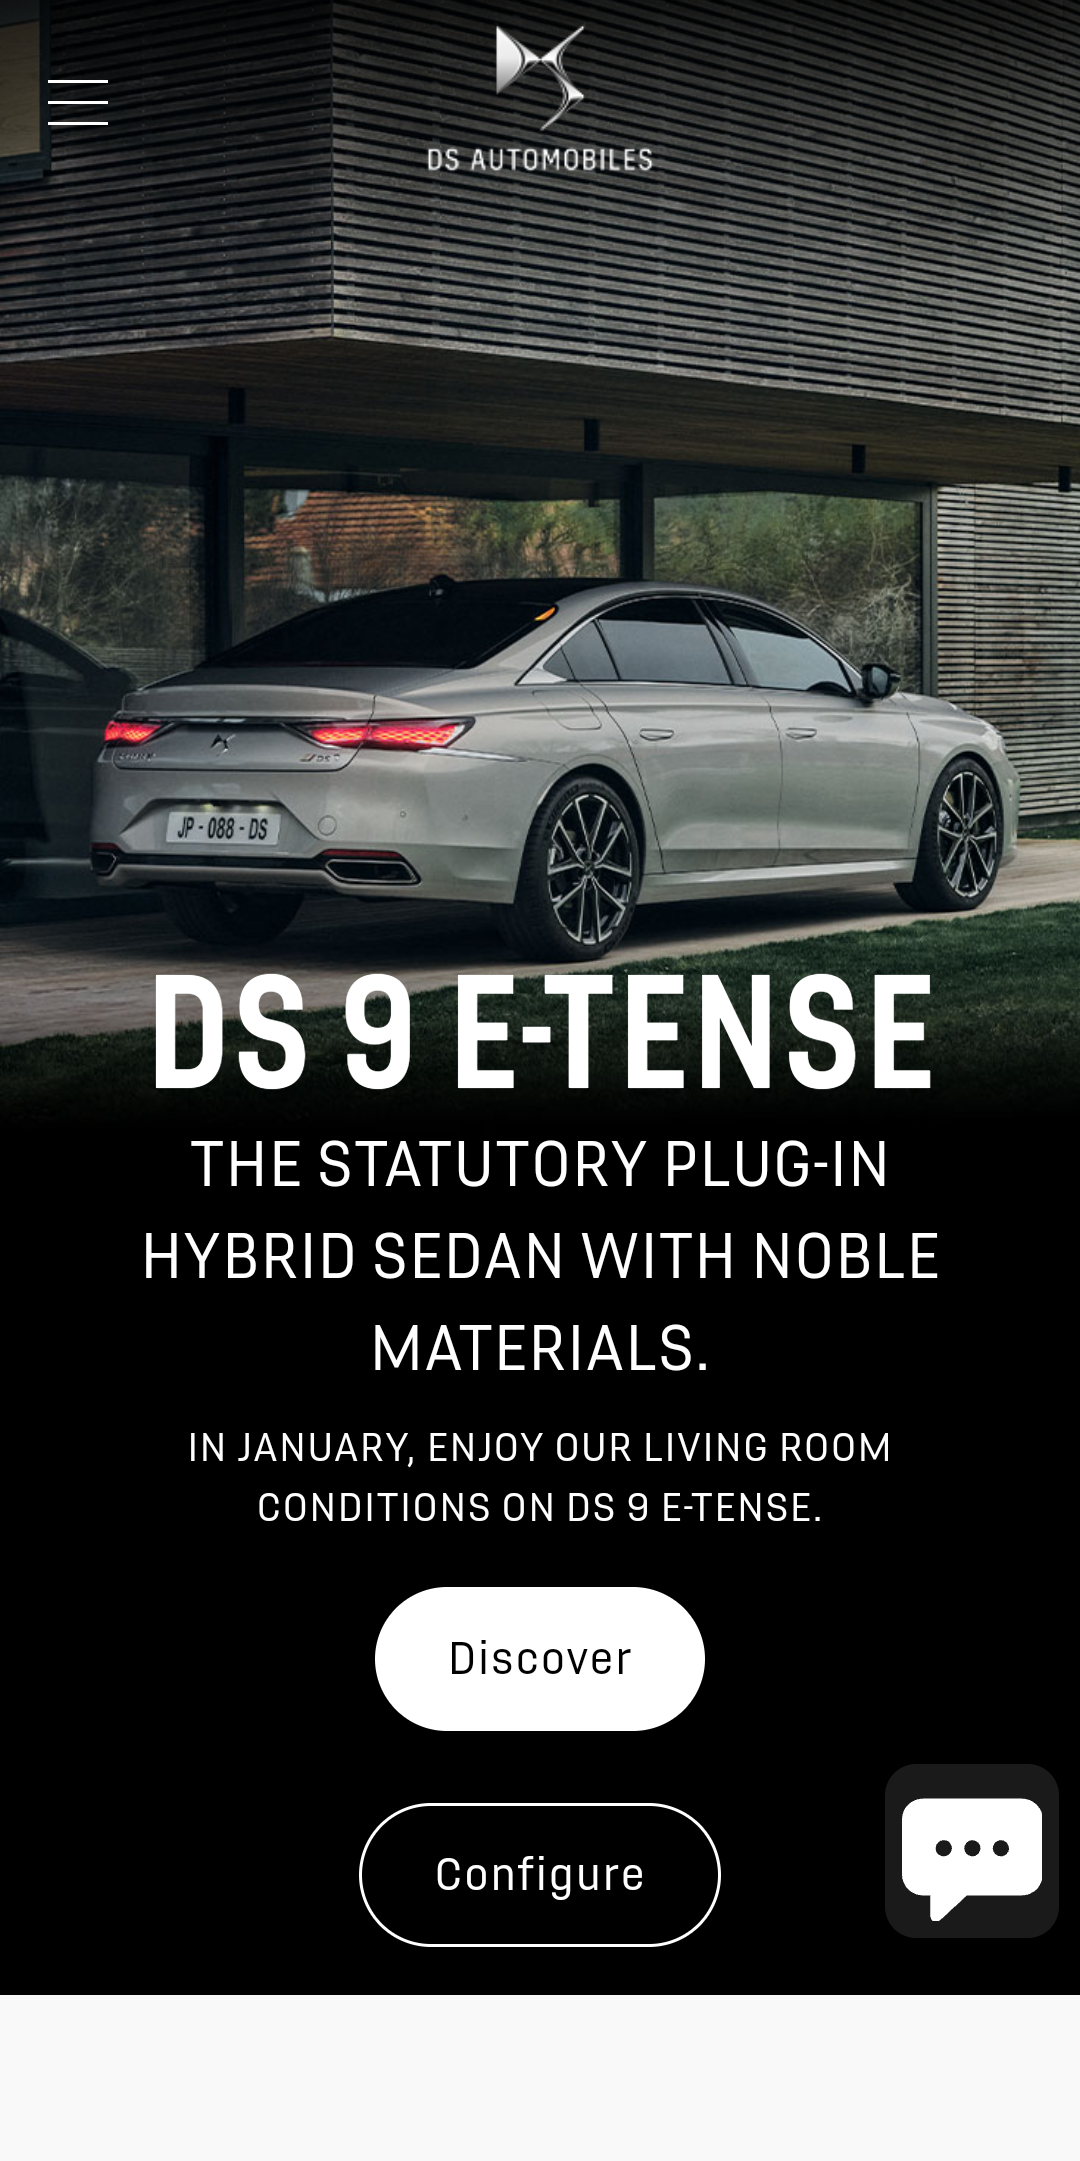 DS AUTOMOBILES
JP - 088 - DS
DS 9 E-TENSE
THE STATUTORY PLUG-IN
HYBRID SEDAN WITH NOBLE
MATERIALS.
IN JANUARY, ENJOY OUR LIVING ROOM
CONDITIONS ON DS 9 E-TENSE.
Discover
Configure